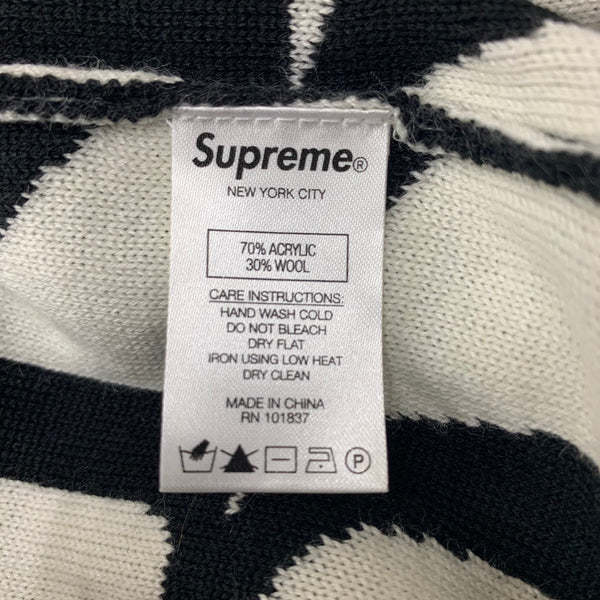 Supreme®
NEW YORK CITY
70% ACRYLIC
30% WOOL
CARE INSTRUCTIONS:
HAND WASH COLD
DO NOT BLEACH
DRY FLAT
IRON USING LOW HEAT
DRY CLEAN
MADE IN CHINA
RN 101837
P